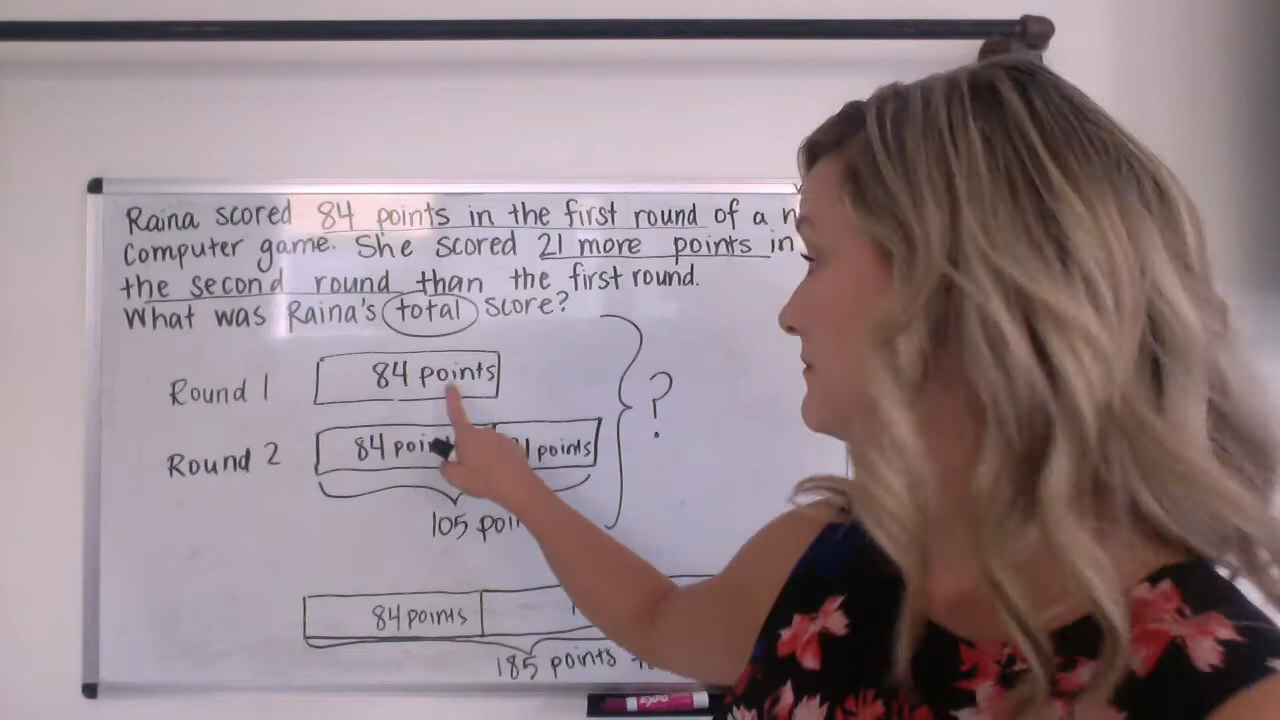 Raina scored 84 points in the first round of a
Computer game. She scored 21 more points in
the second round than the first round.
What was Raina's total score?
Round 1 84 points ?
Round 2 84 points
105
84 points
185 points
EXPO